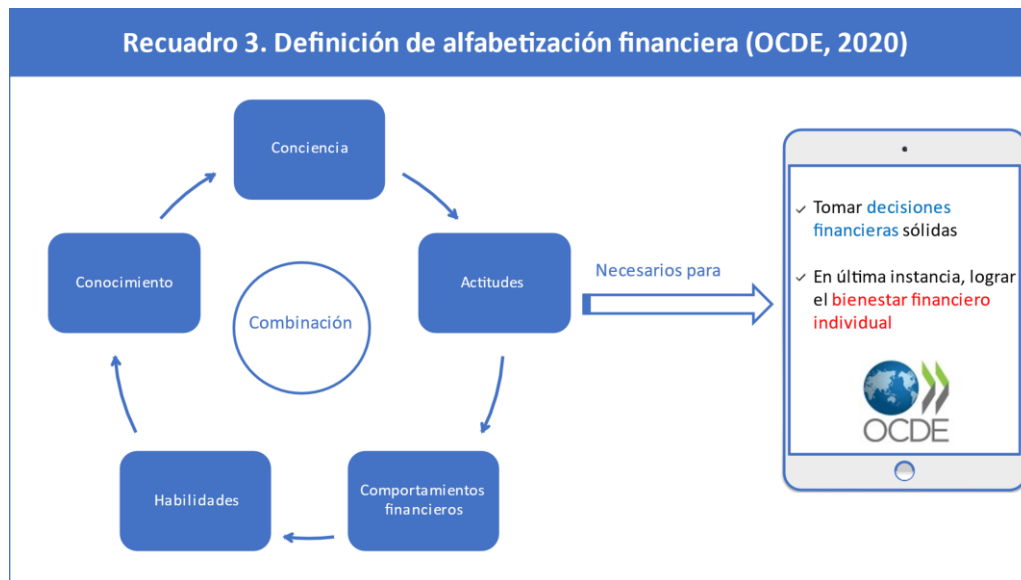 Recuadro 3. Definición de alfabetización financiera (OCDE, 2020)
Conciencia
Conocimiento
Actitudes
Combinación
Habilidades
Comportamientos
financieros
Necesarios para
✓ Tomar decisiones
financieras sólidas
✓ En última instancia, lograr
el bienestar financiero
individual
OCDE